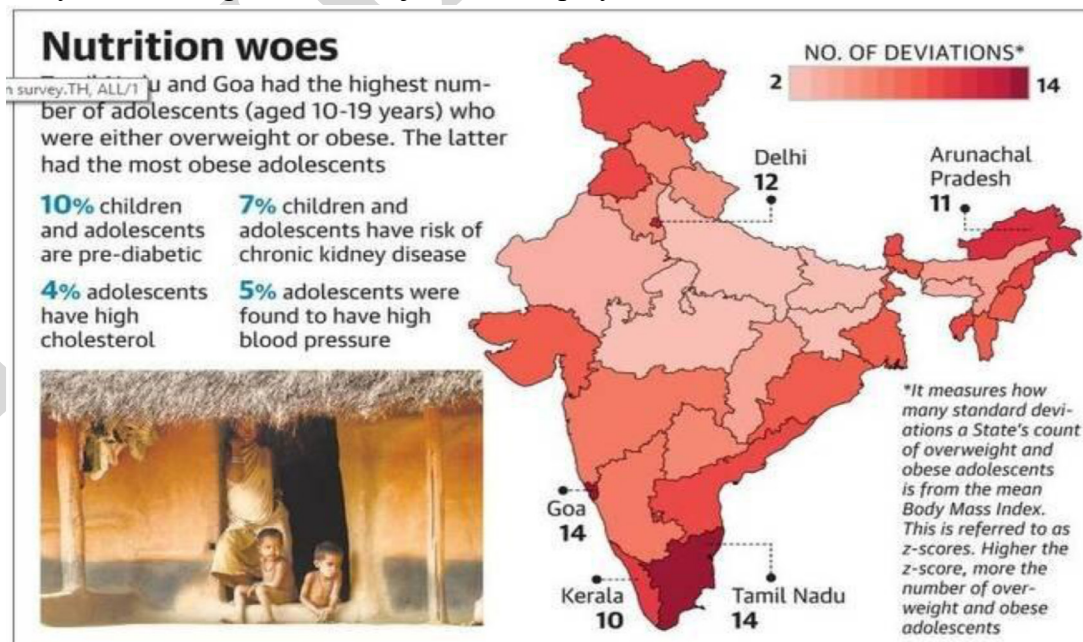 Nutrition woes
n survey.TH, ALL/1
du and Goa had the highest num-
ber of adolescents (aged 10-19 years) who
were either overweight or obese. The latter
had the most obese adolescents
10% children
and adolescents
are pre-diabetic
7% children and
adolescents have risk of
chronic kidney disease
4% adolescents
have high
cholesterol
5% adolescents were
found to have high
blood pressure
NO. OF DEVIATIONS*
2
14
Delhi
12
Arunachal
Pradesh
11
Goa
14
Kerala
10
Tamil Nadu
14
*It measures how
many standard devi-
ations a State's count
of overweight and
obese adolescents
is from the mean
Body Mass Index.
This is referred to as
z-scores. Higher the
z-score, more the
number of over-
weight and obese
adolescents